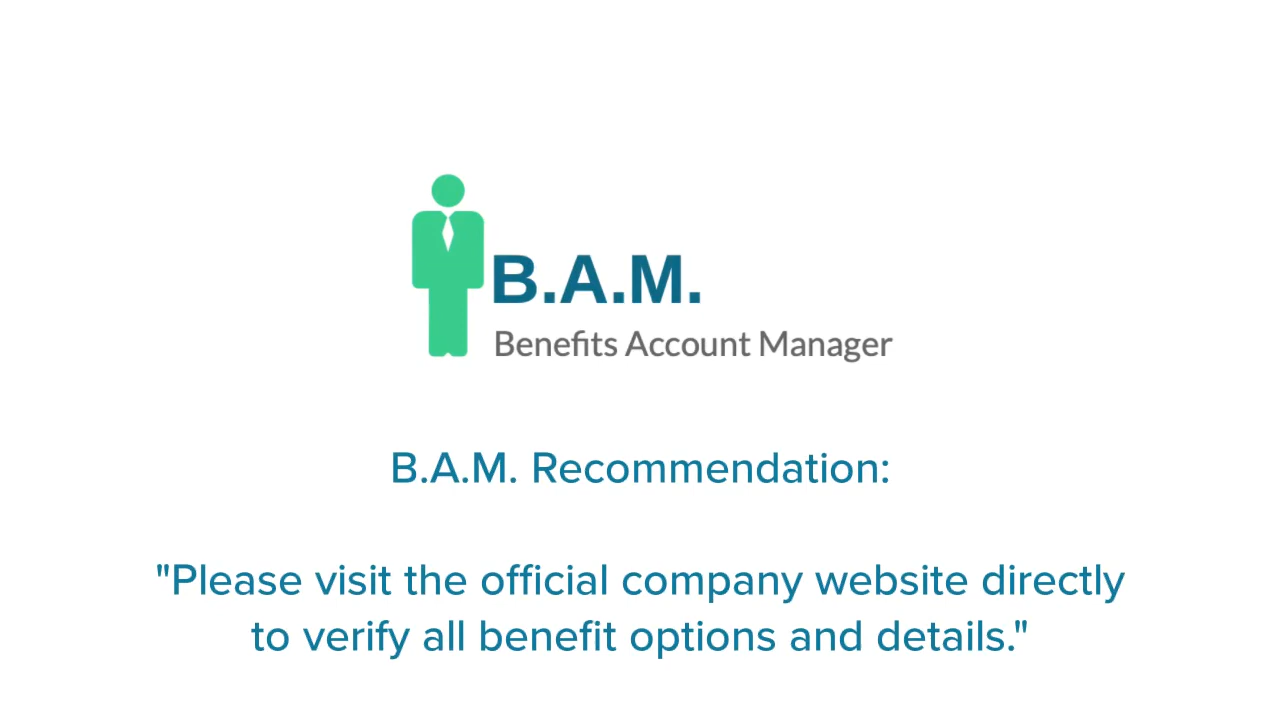 B.A.M.
Benefits Account Manager
B.A.M. Recommendation:
"Please visit the official company website directly
to verify all benefit options and details."